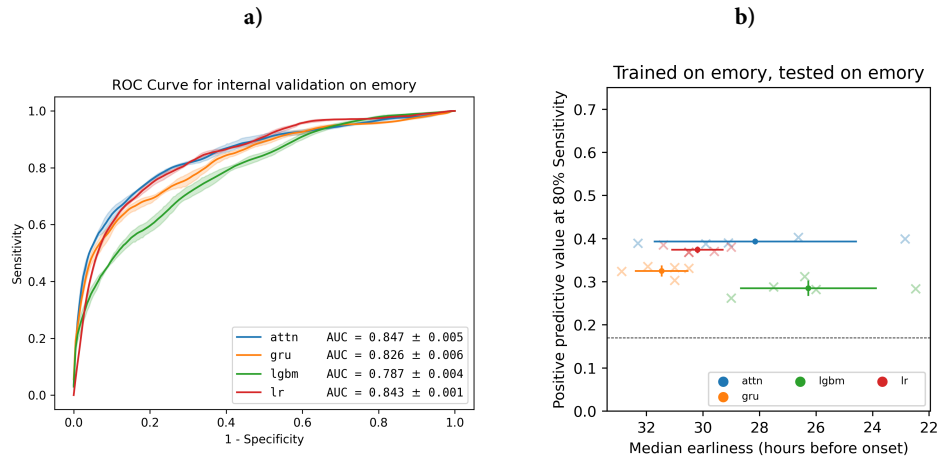 a)
b)
ROC Curve for internal validation on emory
Sensitivity
1.0
0.8
0.6
0.4
0.2
0.0
attn AUC = 0.847 ± 0.005
gru AUC = 0.826 ± 0.006
lgbm AUC = 0.787 ± 0.004
lr AUC = 0.843 ± 0.001
0.0 0.2 0.4 0.6 0.8 1.0
1 - Specificity
Trained on emory, tested on emory
Positive predictive value at 80% Sensitivity
0.7
0.6
0.5
0.4
0.3
0.2
0.1
0.0
attn lgbm lr
gru
32 30 28 26 24 22
Median earliness (hours before onset)